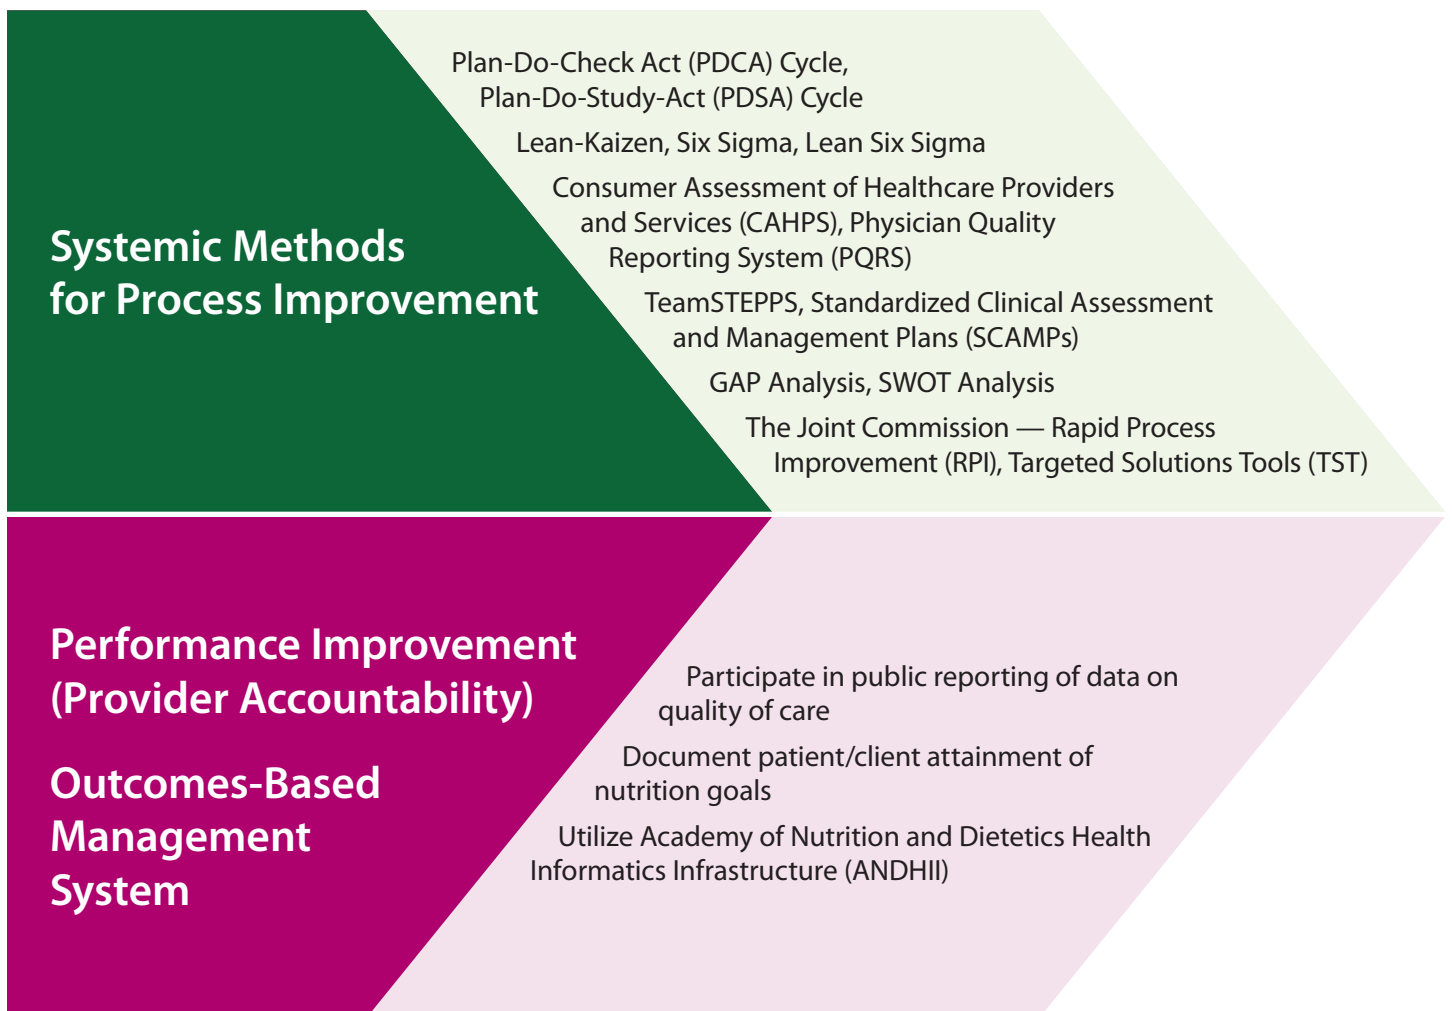 Systemic Methods
for Process Improvement
Plan-Do-Check Act (PDCA) Cycle,
Plan-Do-Study-Act (PDSA) Cycle
Lean-Kaizen, Six Sigma, Lean Six Sigma
Consumer Assessment of Healthcare Providers
and Services (CAHPS), Physician Quality
Reporting System (PQRS)
TeamSTEPPS, Standardized Clinical Assessment
and Management Plans (SCAMPs)
GAP Analysis, SWOT Analysis
The Joint Commission — Rapid Process
Improvement (RPI), Targeted Solutions Tools (TST)
Performance Improvement
(Provider Accountability)
Outcomes-Based
Management
System
Participate in public reporting of data on
quality of care
Document patient/client attainment of
nutrition goals
Utilize Academy of Nutrition and Dietetics Health
Informatics Infrastructure (ANDHII)